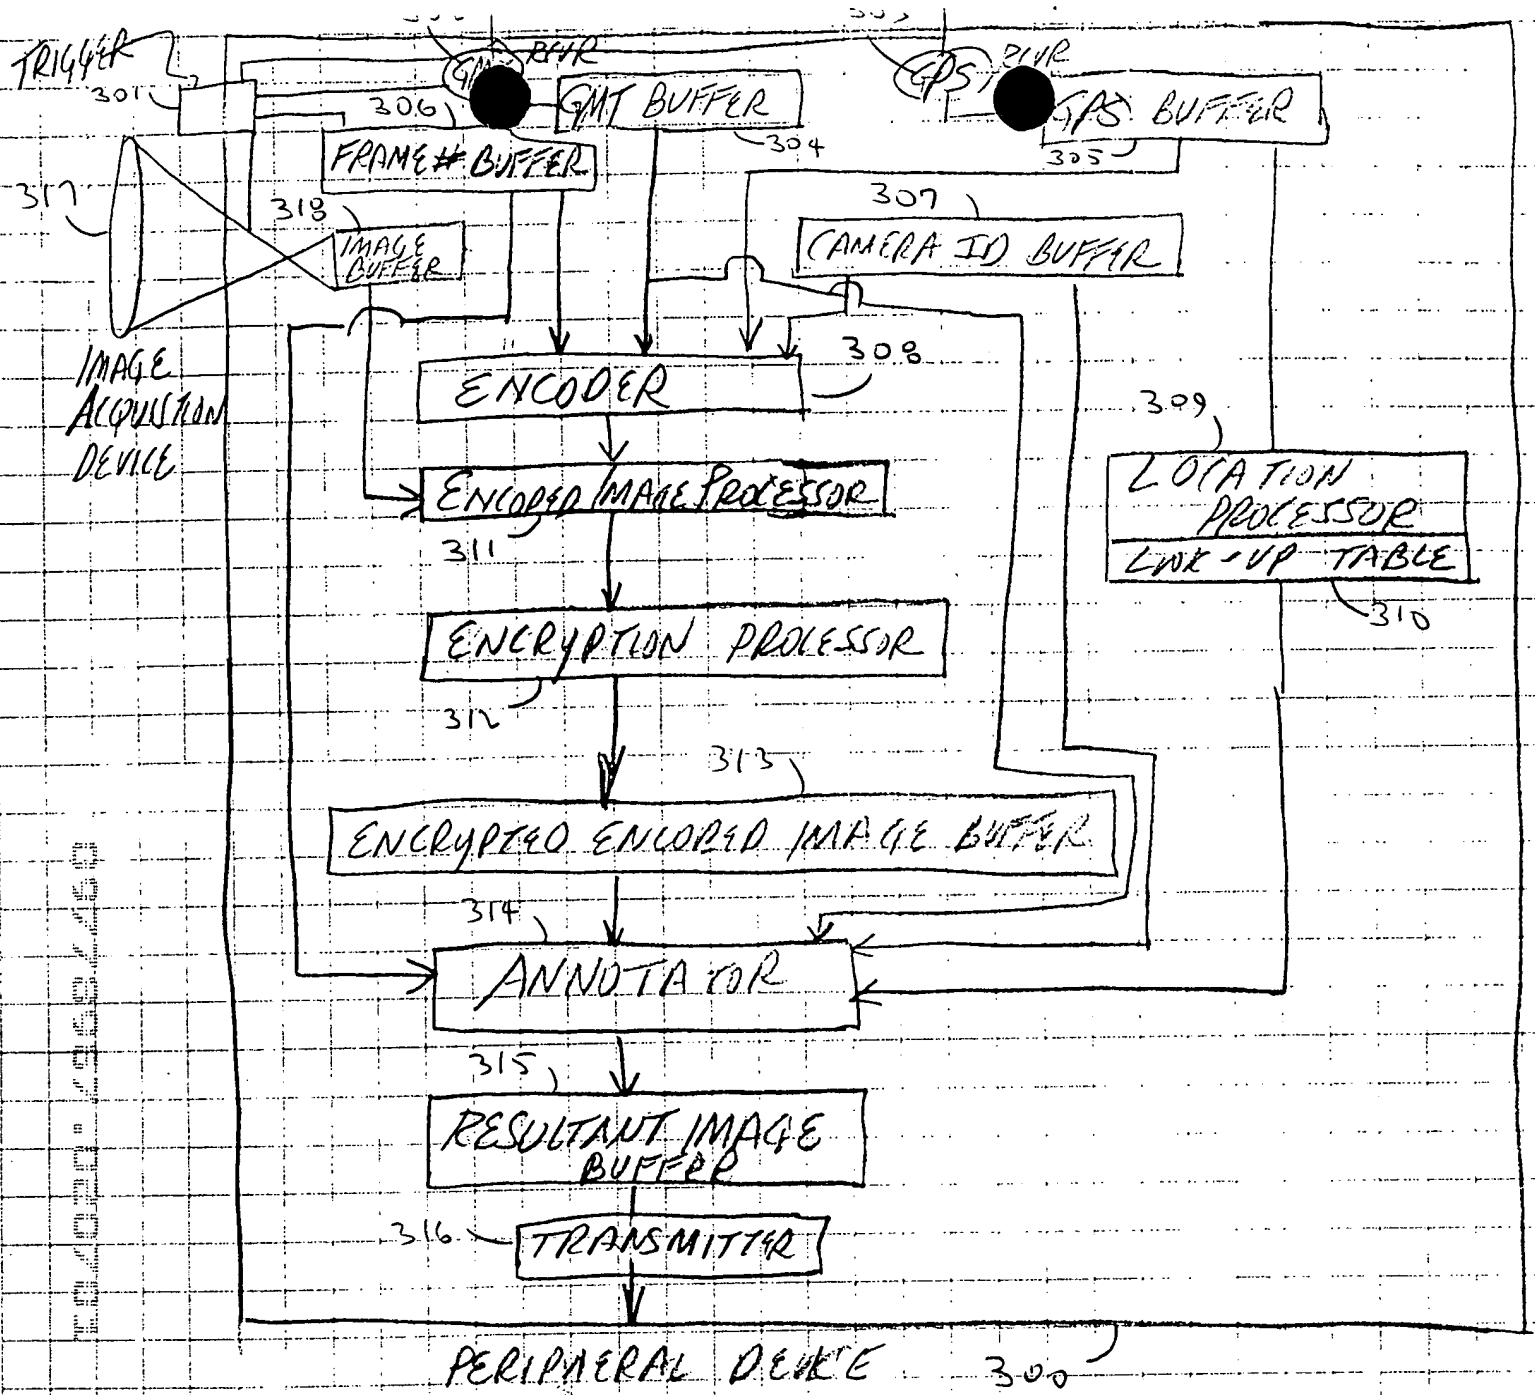 TRIGGER
301
RCVR
RCVR
GPS
306
GMT BUFFER
304
GPS BUFFER
305
FRAME# BUFFER
317
318
IMAGE
BUFFER
307
CAMERA ID BUFFER
IMAGE
ACQUISTION
DEVICE
ENCODER
308
309
LOCATION
PROCESSOR
LOOK-UP TABLE
310
ENCODED IMAGE PROCESSOR
311
ENCRYPTION PROCESSOR
312
313
ENCRYPTED ENCODED IMAGE BUFFER
314
ANNOTATOR
315
RESULTANT IMAGE
BUFFER
316
TRANSMITTER
PERIPHERAL DEVICE
300